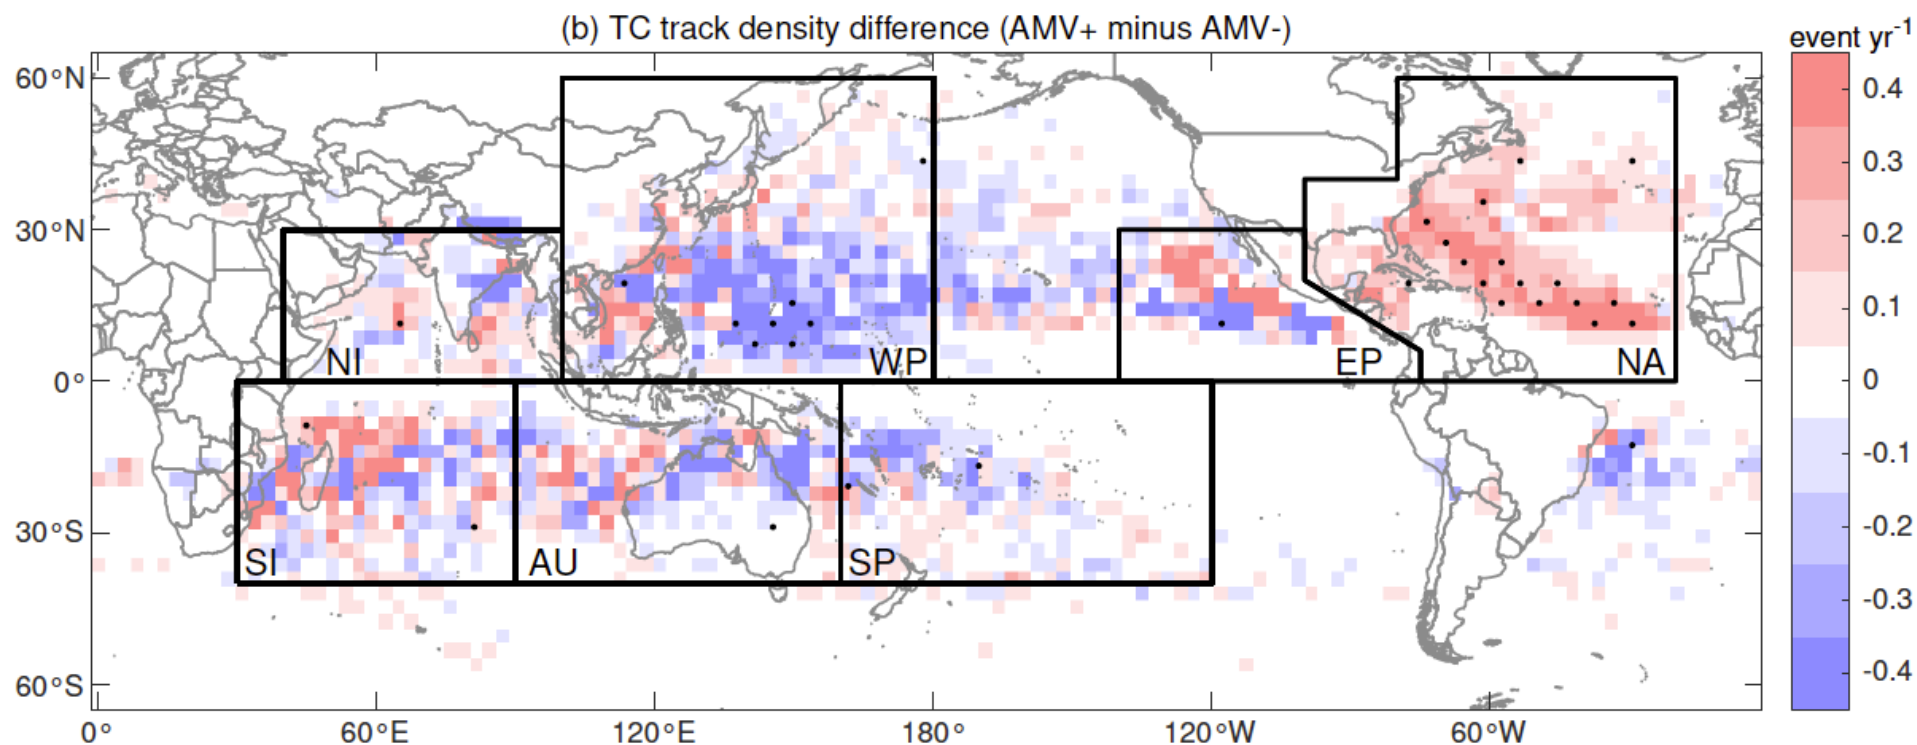 (b) TC track density difference (AMV+ minus AMV-)
event yr-1
60°N
30°N
0°
30°S
60°S
0°
60°E
120°E
180°
120°W
60°W
NI
WP
EP
NA
SI
AU
SP
0.4
0.3
0.2
0.1
0
-0.1
-0.2
-0.3
-0.4